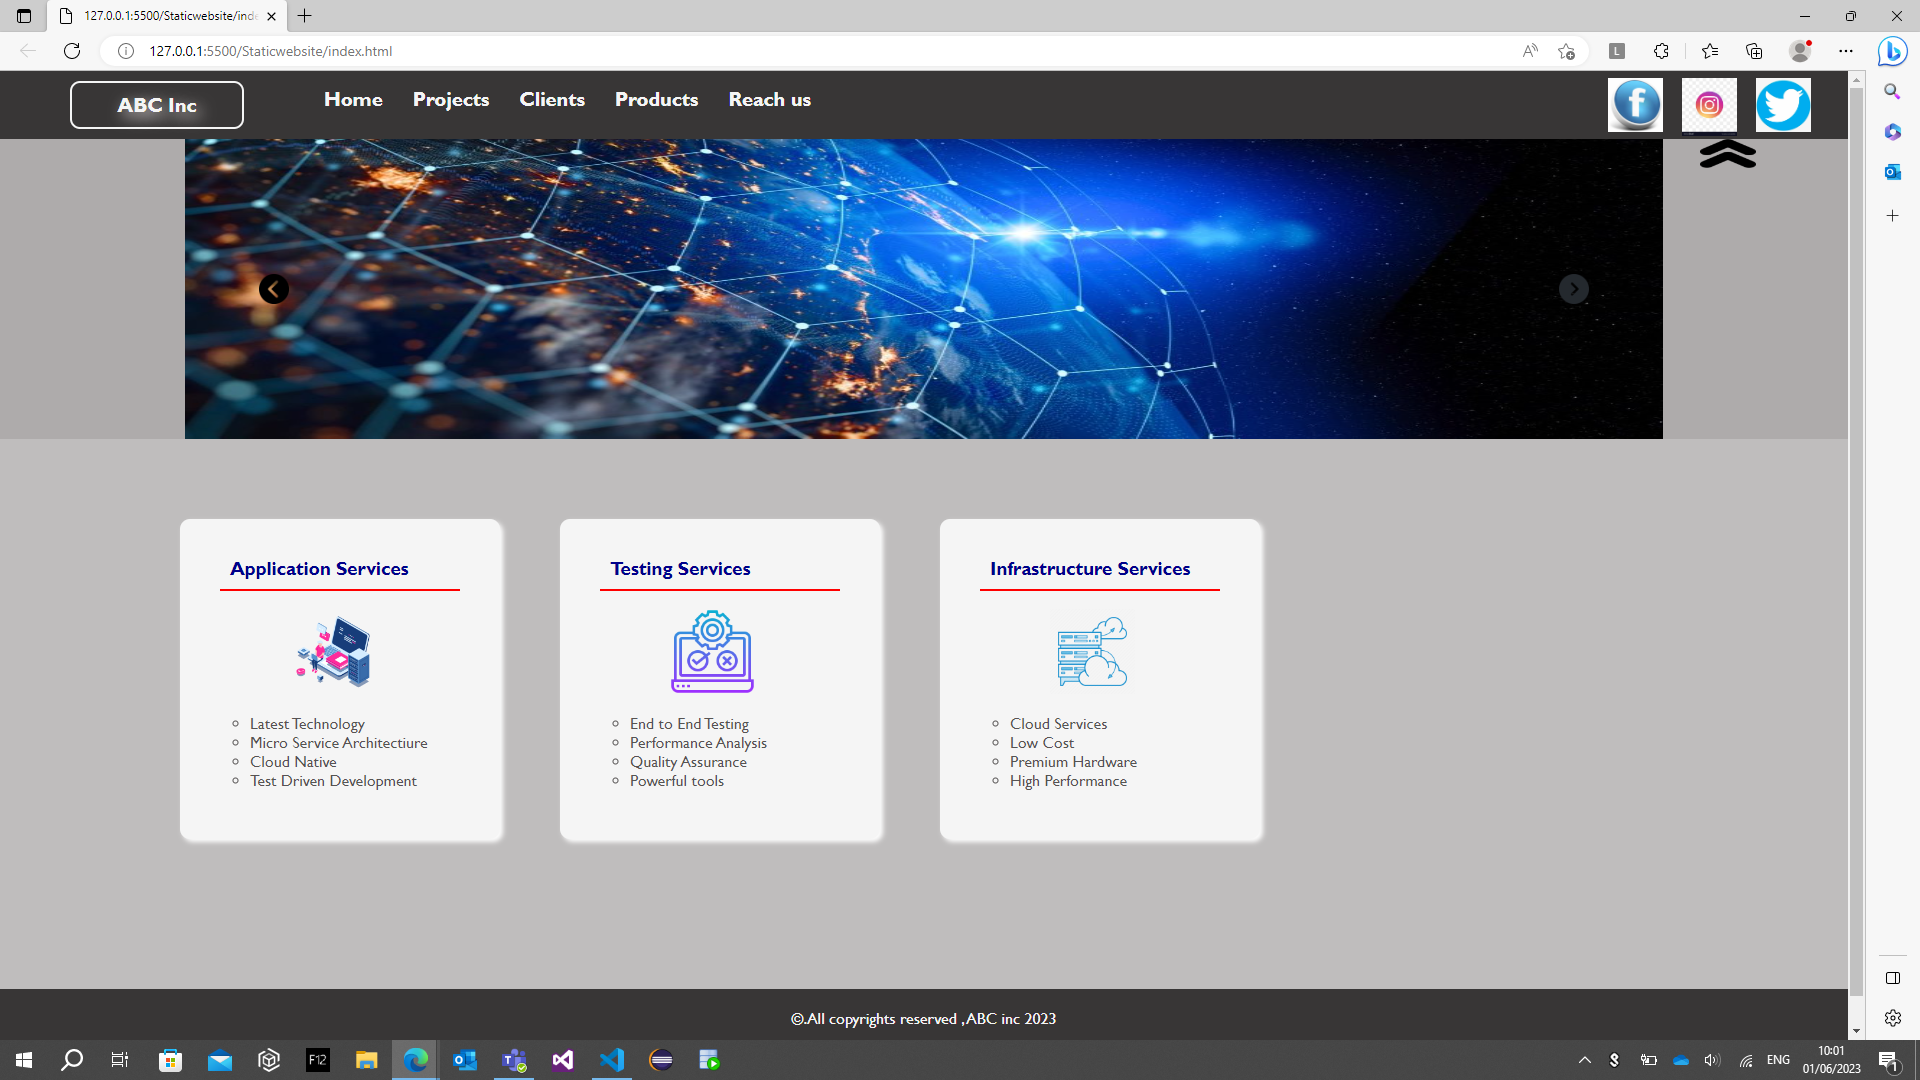 127.0.0.1:5500/Staticwebsite/inde
127.0.0.1:5500/Staticwebsite/index.html
L
ABC Inc
Home
Projects
Clients
Products
Reach us
Application Services
Latest Technology
Micro Service Architectiure
Cloud Native
Test Driven Development
Testing Services
End to End Testing
Performance Analysis
Quality Assurance
Powerful tools
Infrastructure Services
Cloud Services
Low Cost
Premium Hardware
High Performance
©.All copyrights reserved ,ABC inc 2023
F12
ENG
10:01
01/06/2023
1